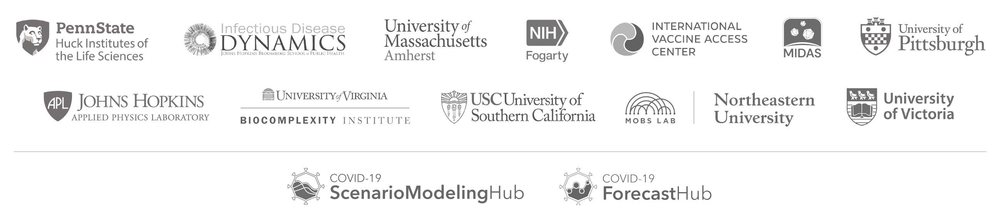 PennState
Huck Institutes of
the Life Sciences
Infectious Disease
DYNAMICS
JOHNS HOPKINS BLOOMBERG SCHOOL of PUBLIC HEALTH
University of
Massachusetts
Amherst
NIH
Fogarty
INTERNATIONAL
VACCINE ACCESS
CENTER
MIDAS
University of
Pittsburgh
APL
JOHNS HOPKINS
APPLIED PHYSICS LABORATORY
UNIVERSITY of VIRGINIA
BIOCOMPLEXITY INSTITUTE
USC University of
Southern California
MOBS LAB
Northeastern
University
University
of Victoria
COVID-19
ScenarioModelingHub
COVID-19
ForecastHub